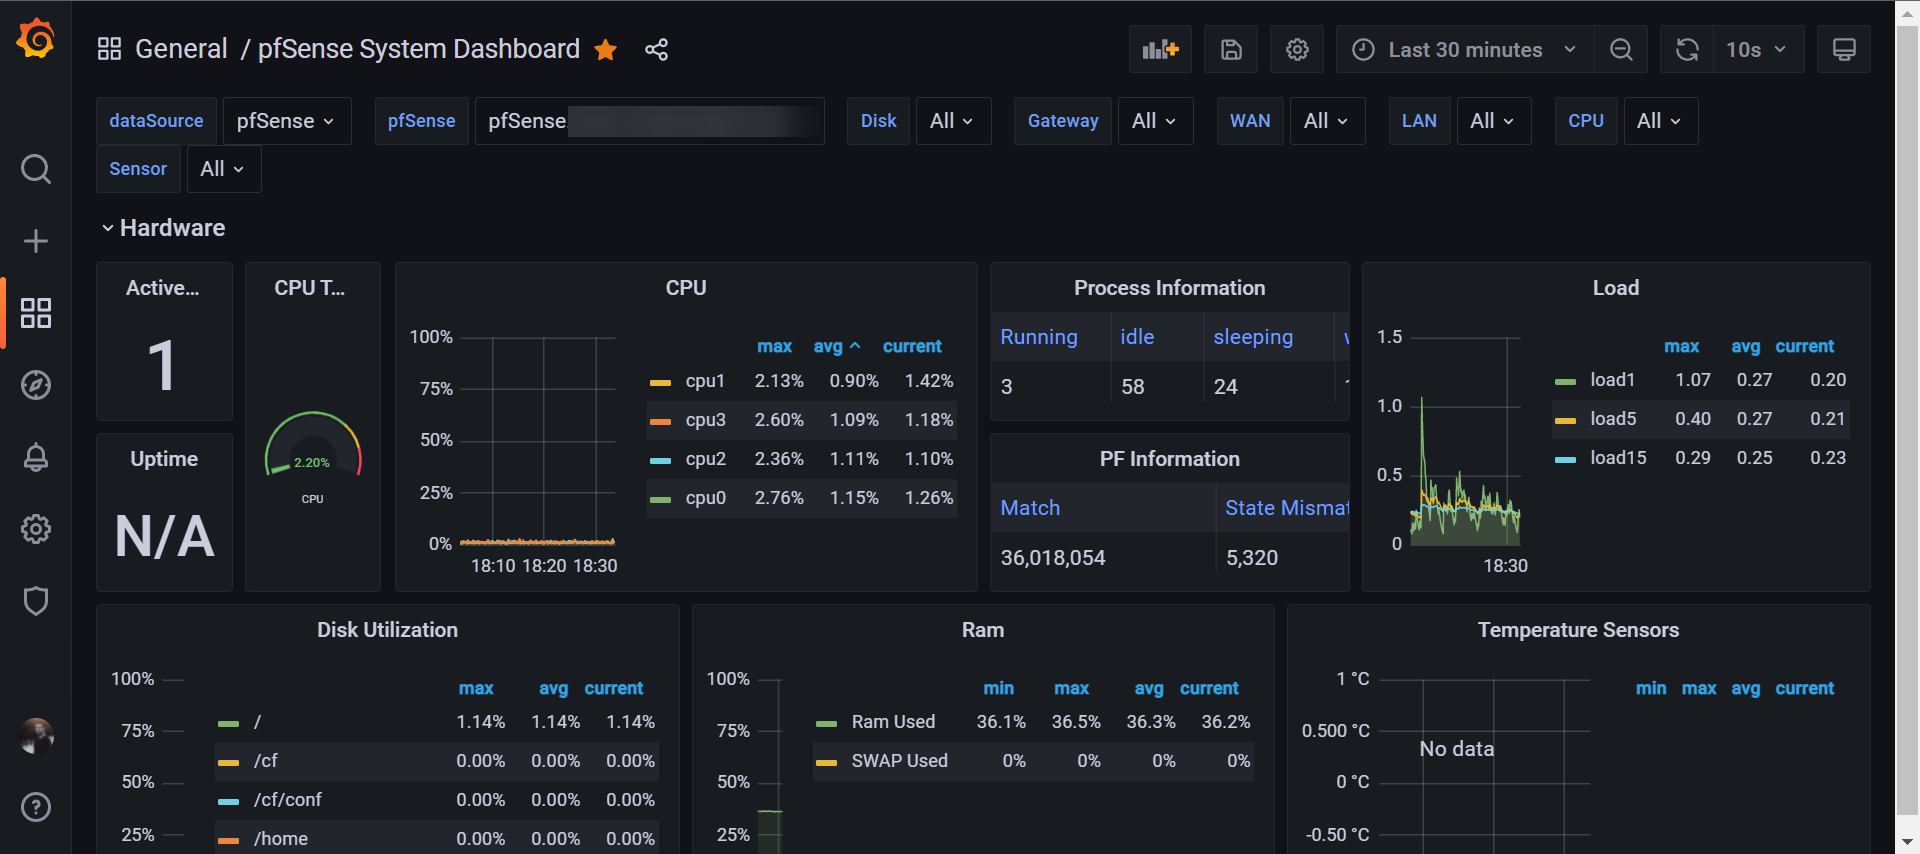 General / pfSense System Dashboard
Last 30 minutes
10s
dataSource pfSense pfSense pfSense. Disk All Gateway All WAN All LAN All CPU All
Sensor All
Hardware
Active...
1
Uptime
N/A
CPU T...
2.20%
CPU
CPU
100%
75%
50%
25%
0%
18:10 18:20 18:30
max avg current
cpu1 2.13% 0.90% 1.42%
cpu3 2.60% 1.09% 1.18%
cpu2 2.36% 1.11% 1.10%
cpu0 2.76% 1.15% 1.26%
Process Information
Running idle sleeping
3 58 24
PF Information
Match State Mismat
36,018,054 5,320
Load
1.5
1.0
0.5
0
18:30
max avg current
load1 1.07 0.27 0.20
load5 0.40 0.27 0.21
load15 0.29 0.25 0.23
Disk Utilization
100%
75%
50%
25%
max avg current
/ 1.14% 1.14% 1.14%
/cf 0.00% 0.00% 0.00%
/cf/conf 0.00% 0.00% 0.00%
/home 0.00% 0.00% 0.00%
Ram
100%
75%
50%
25%
min max avg current
Ram Used 36.1% 36.5% 36.3% 36.2%
SWAP Used 0% 0% 0% 0%
Temperature Sensors
1 °C
0.500 °C
0 °C
-0.50 °C
No data
min max avg current